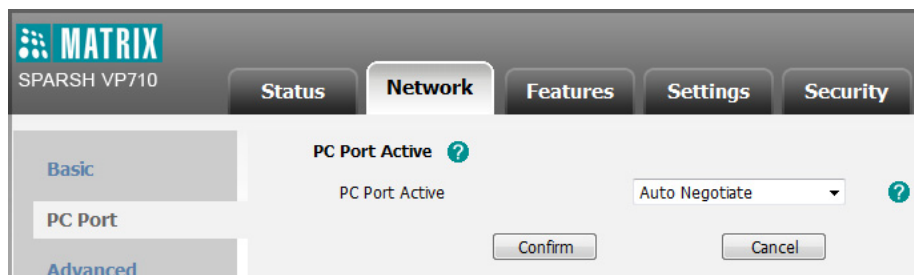 MATRIX
SPARSH VP710
Status Network Features Settings Security
Basic
PC Port
Advanced
PC Port Active ?
PC Port Active Auto Negotiate ?
Confirm Cancel